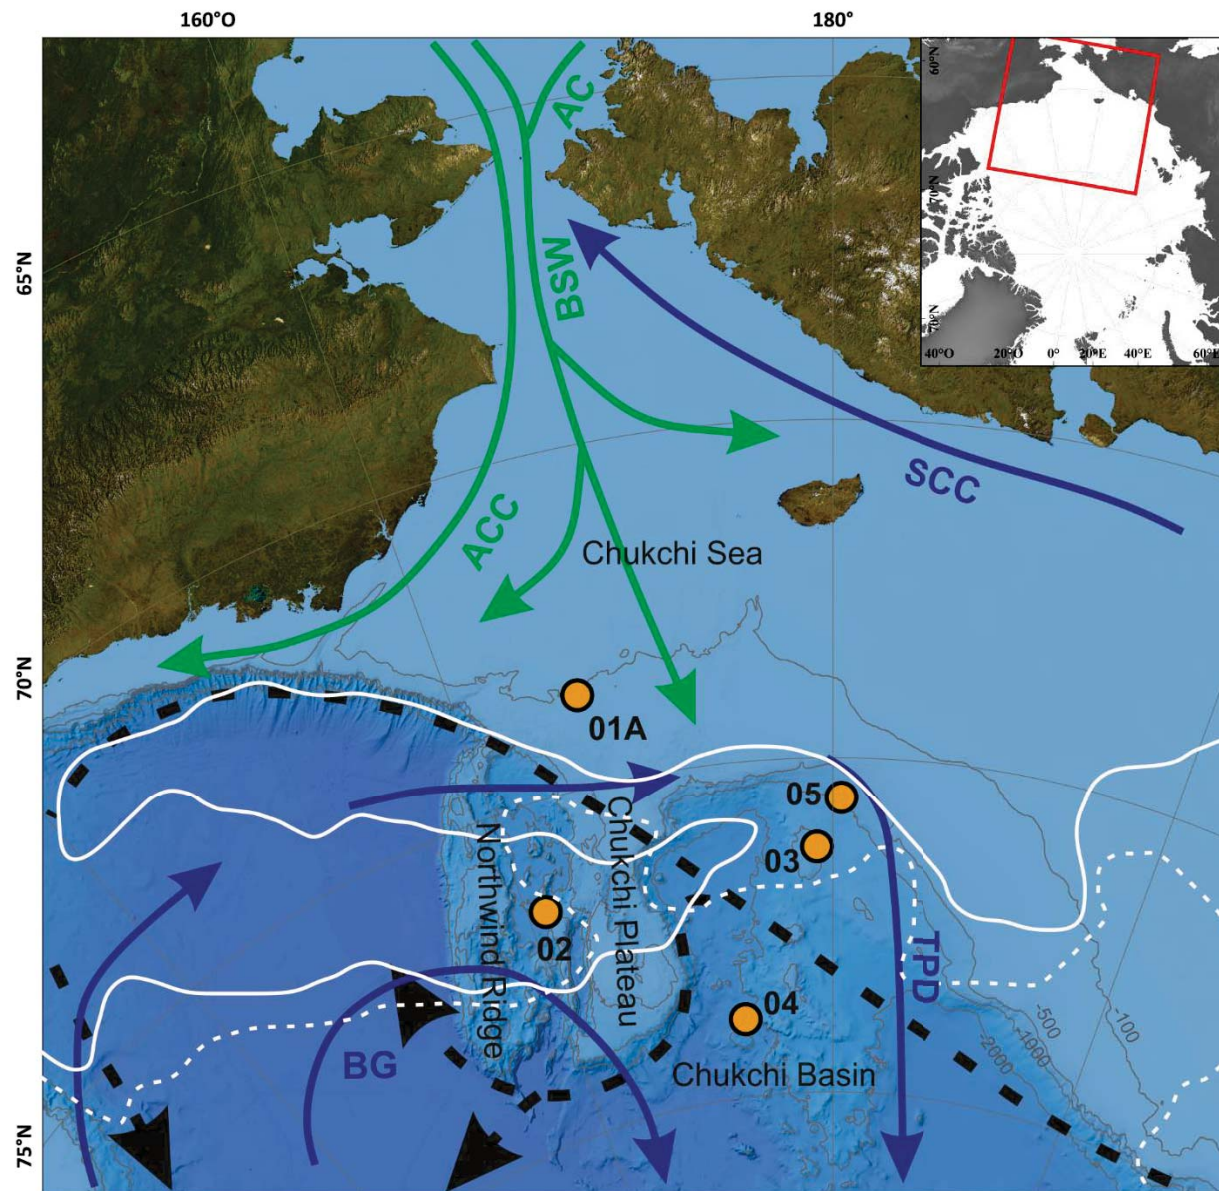 160°O
180°
60°N
70°N
70°N
40°O
20°O
0°
20°E
40°E
60°E
AC
65°N
BSW
SCC
ACC
Chukchi Sea
70°N
01A
05
03
Chukchi Plateau
Northwind Ridge
02
04
TPD
BG
Chukchi Basin
-100
-500
-1000
-2000
75°N